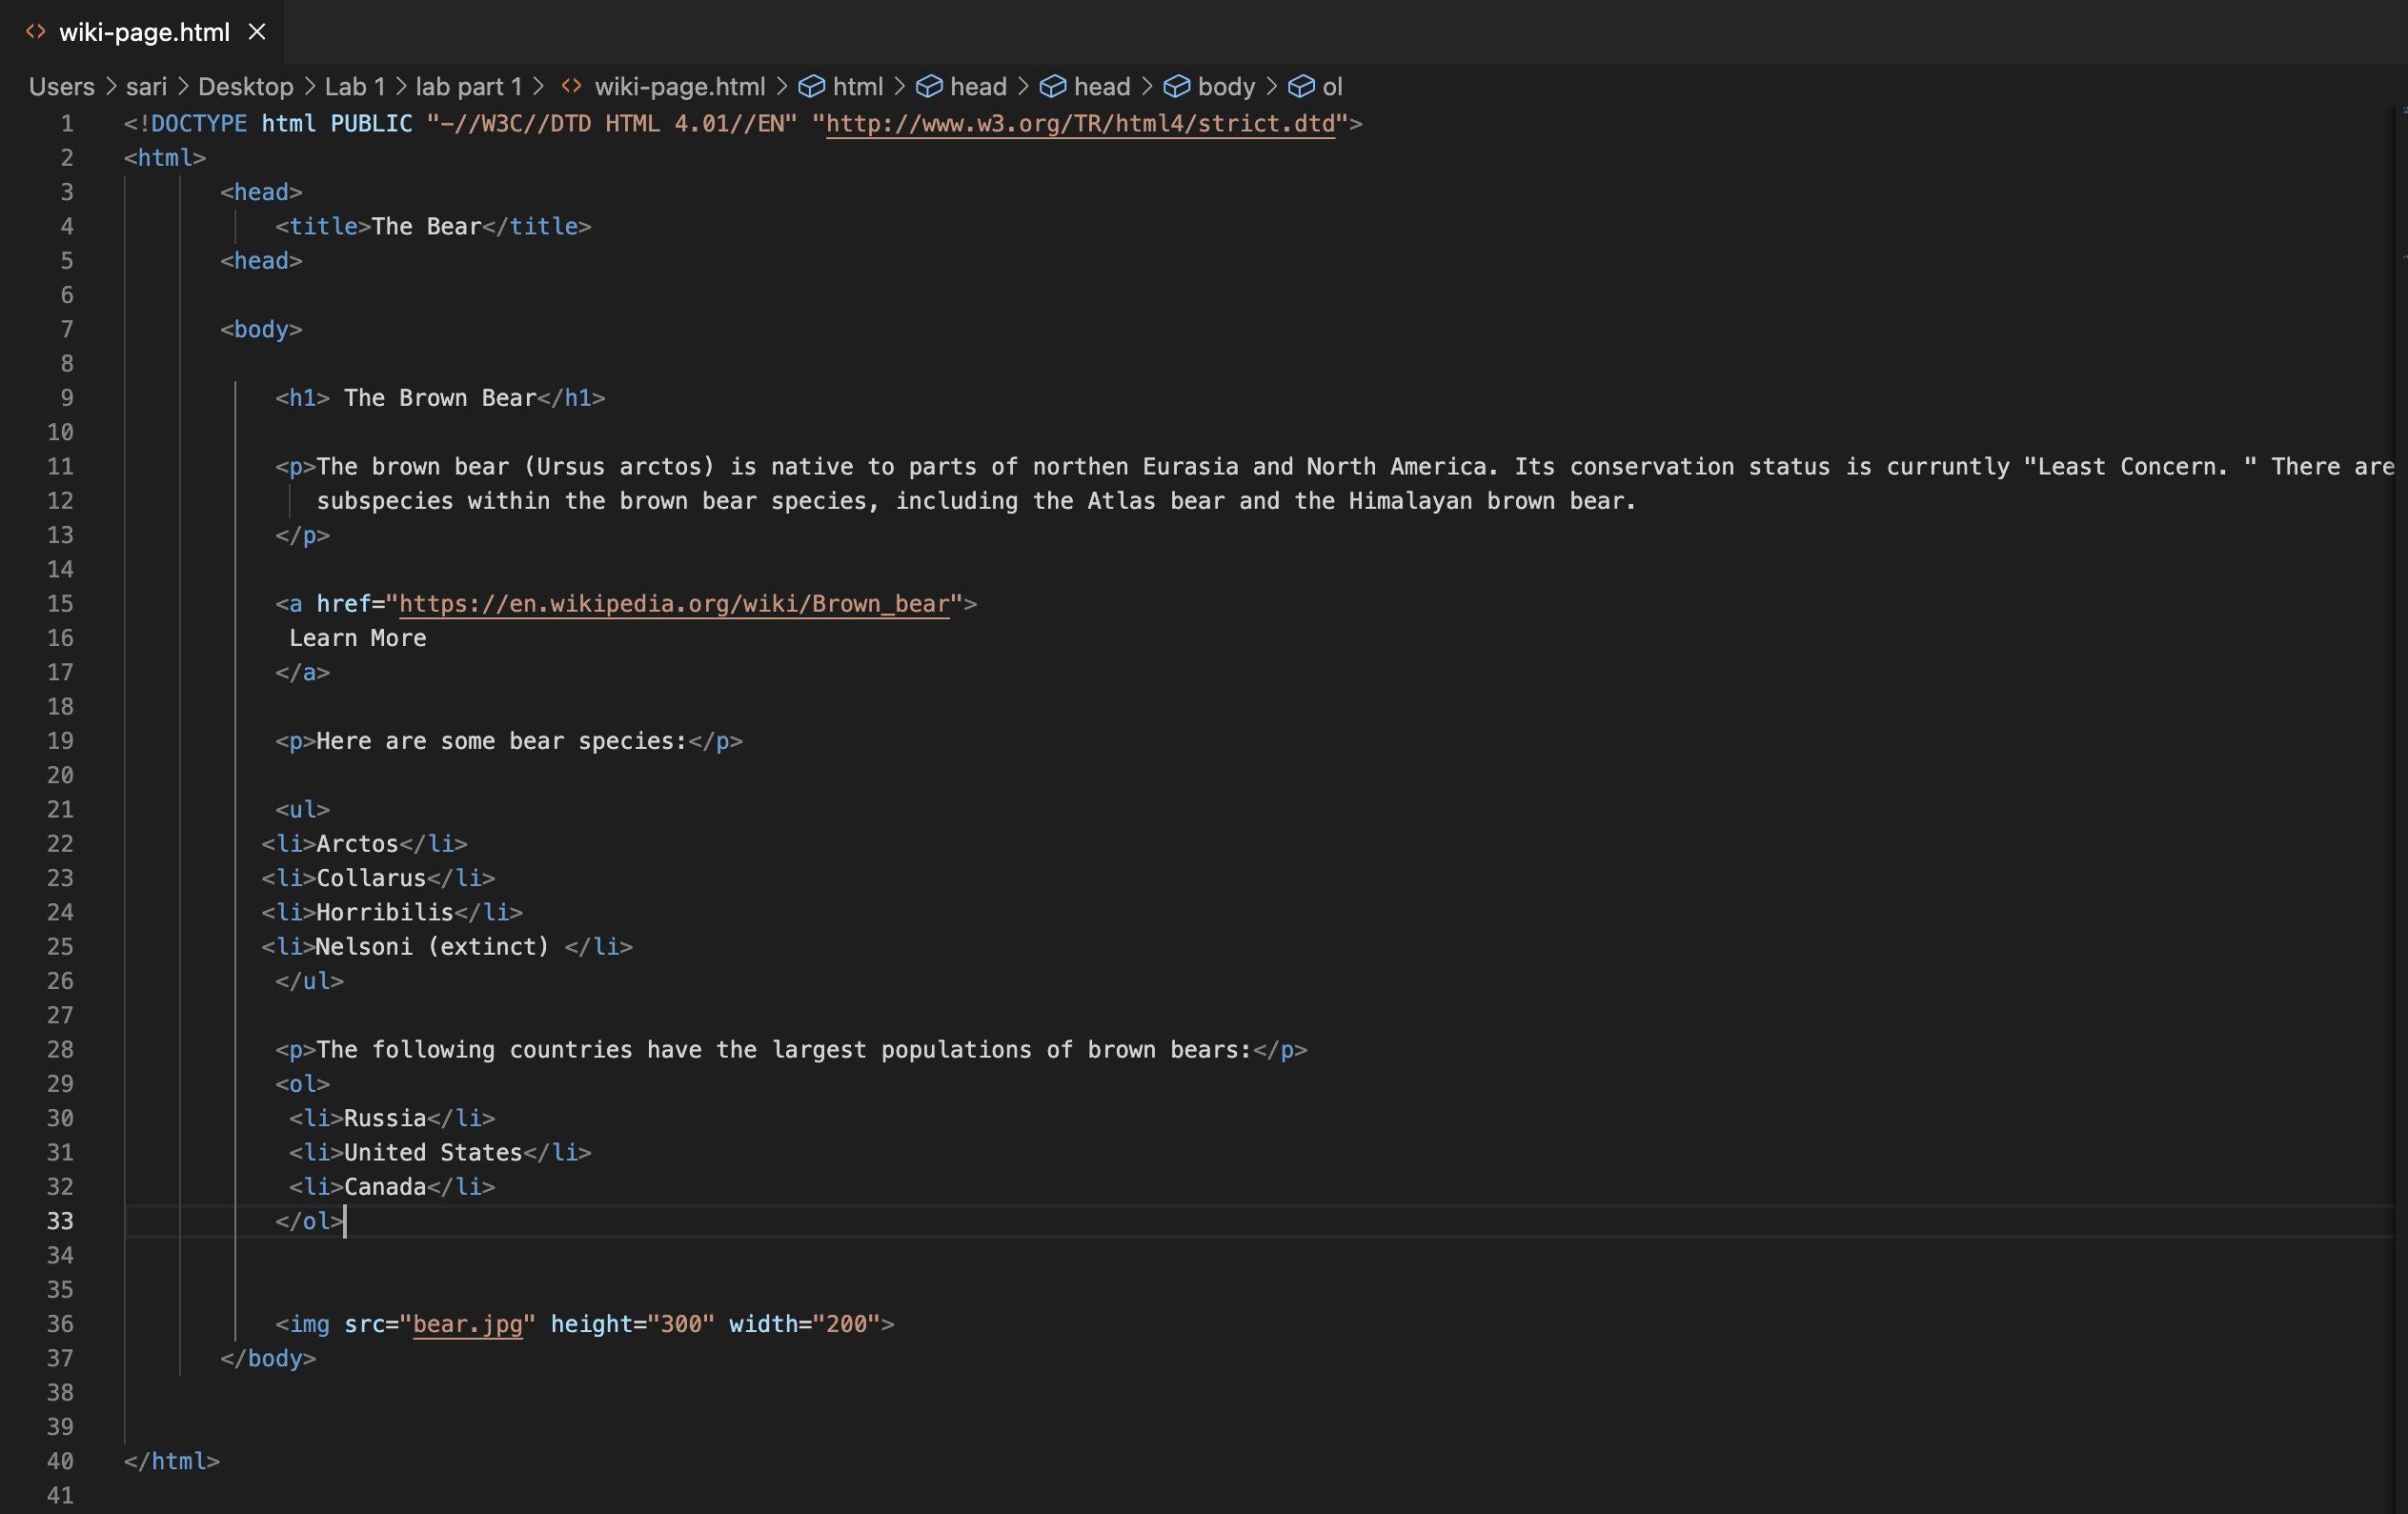 wiki-page.html
Users > sari > Desktop > Lab 1 > lab part 1 > wiki-page.html > html > head > head > body > ol
1 <!DOCTYPE html PUBLIC "-//W3C//DTD HTML 4.01//EN" "http://www.w3.org/TR/html4/strict.dtd">
2 <html>
3 <head>
4 <title>The Bear</title>
5 <head>
6
7 <body>
8
9 <h1> The Brown Bear</h1>
10
11 <p>The brown bear (Ursus arctos) is native to parts of northen Eurasia and North America. Its conservation status is curruntly "Least Concern. " There are
12 subspecies within the brown bear species, including the Atlas bear and the Himalayan brown bear.
13 </p>
14
15 <a href="https://en.wikipedia.org/wiki/Brown_bear">
16 Learn More
17 </a>
18
19 <p>Here are some bear species:</p>
20
21 <ul>
22 <li>Arctos</li>
23 <li>Collarus</li>
24 <li>Horribilis</li>
25 <li>Nelsoni (extinct) </li>
26 </ul>
27
28 <p>The following countries have the largest populations of brown bears:</p>
29 <ol>
30 <li>Russia</li>
31 <li>United States</li>
32 <li>Canada</li>
33 </ol>
34
35
36 <img src="bear.jpg" height="300" width="200">
37 </body>
38
39
40 </html>
41